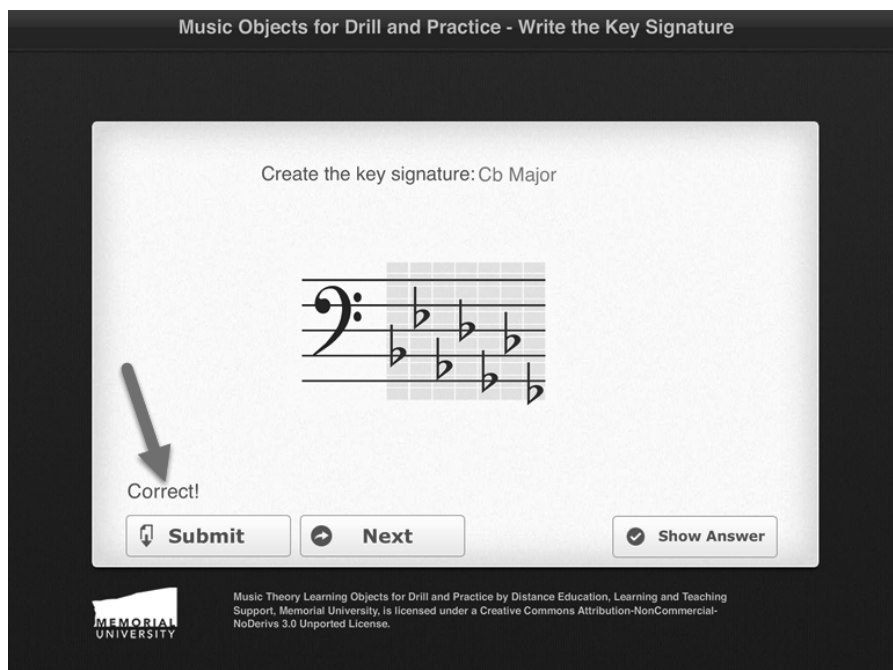 Music Objects for Drill and Practice - Write the Key Signature
Create the key signature: Cb Major
Correct!
Submit
Next
Show Answer
MEMORIAL
UNIVERSITY
Music Theory Learning Objects for Drill and Practice by Distance Education, Learning and Teaching
Support, Memorial University, is licensed under a Creative Commons Attribution-NonCommercial-
NoDerivs 3.0 Unported License.